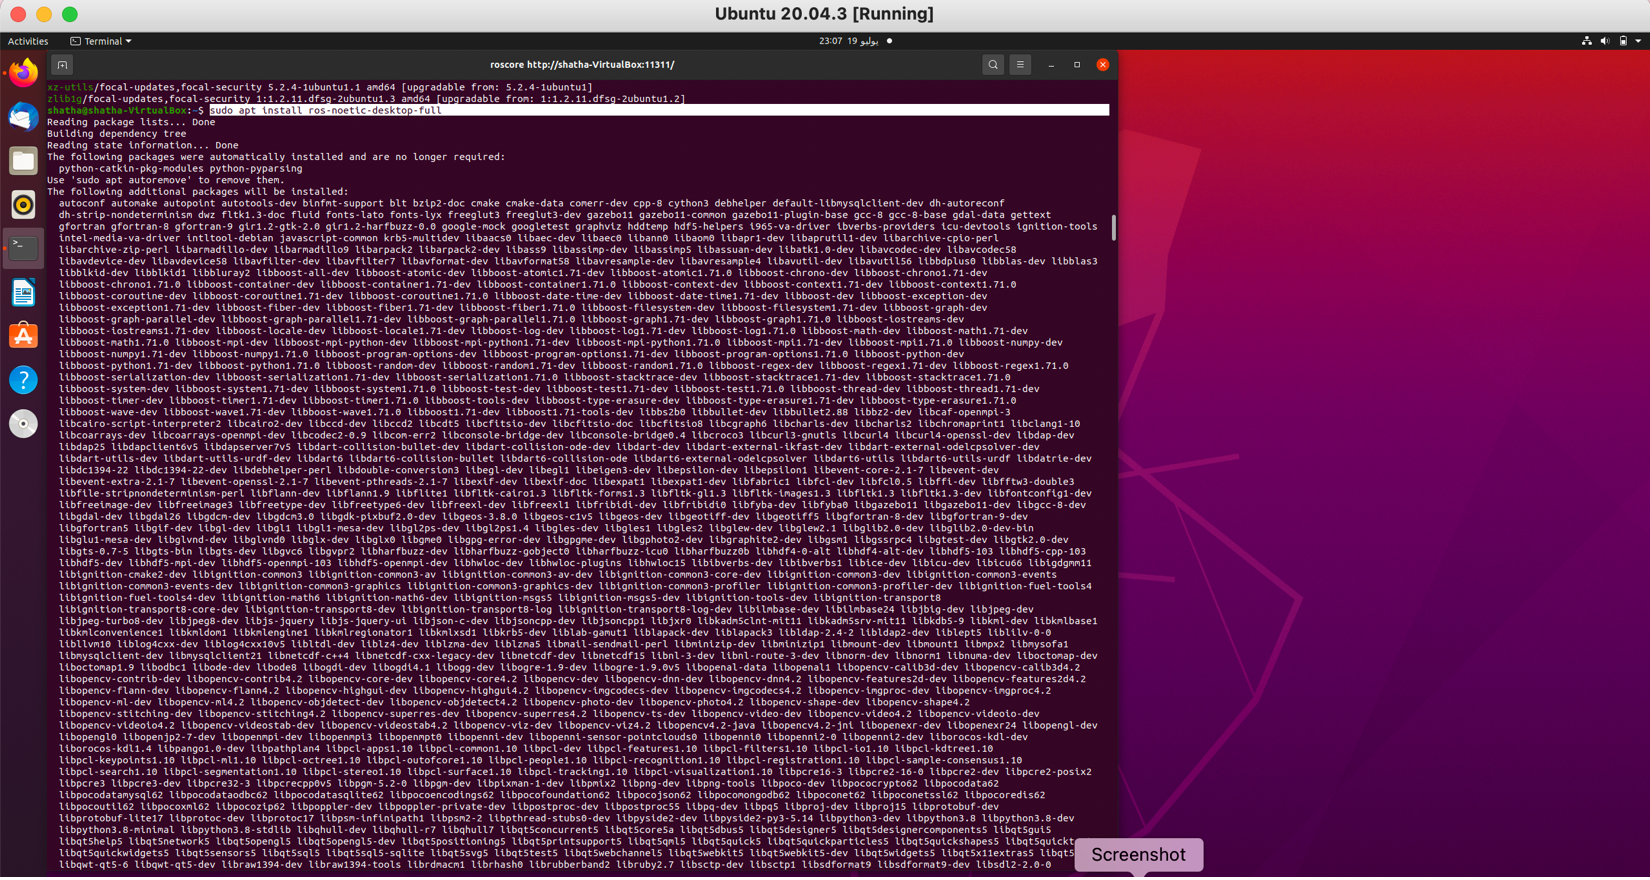 Ubuntu 20.04.3 [Running]
Activities
Terminal
23:07 19 يوليو
roscore http://shatha-VirtualBox:11311/
xz-utils/focal-updates,focal-security 5.2.4-1ubuntu1.1 amd64 [upgradable from: 5.2.4-1ubuntu1]
zlib1g/focal-updates,focal-security 1:1.2.11.dfsg-2ubuntu1.3 amd64 [upgradable from: 1:1.2.11.dfsg-2ubuntu1.2]
shatha@shatha-VirtualBox:~$ sudo apt install ros-noetic-desktop-full
Reading package lists... Done
Building dependency tree
Reading state information... Done
The following packages were automatically installed and are no longer required:
python-catkin-pkg-modules python-pyparsing
Use 'sudo apt autoremove' to remove them.
The following additional packages will be installed:
autoconf automake autopoint autotools-dev binfmt-support blt bzip2-doc cmake cmake-data comerr-dev cpp-8 cython3 debhelper default-libmysqlclient-dev dh-autoreconf
dh-strip-nondeterminism dwz fltk1.3-doc fluid fonts-lato fonts-lyx freeglut3 freeglut3-dev gazebo11 gazebo11-common gazebo11-plugin-base gcc-8 gcc-8-base gdal-data gettext
gfortran gfortran-8 gfortran-9 gir1.2-gtk-2.0 gir1.2-harfbuzz-0.0 google-mock googletest graphviz hddtemp hdf5-helpers i965-va-driver ibverbs-providers icu-devtools ignition-tools
intel-media-va-driver intltool-debian javascript-common krb5-multidev libaacs0 libaec-dev libaec0 libann0 libaom0 libapr1-dev libaprutil1-dev libarchive-cpio-perl
libarchive-zip-perl libarmadillo-dev libarmadillo9 libarpack2 libarpack2-dev libass9 libassimp-dev libassimp5 libassuan-dev libatk1.0-dev libavcodec-dev libavcodec58
libavdevice-dev libavdevice58 libavfilter-dev libavfilter7 libavformat-dev libavformat58 libavresample-dev libavresample4 libavutil-dev libavutil56 libbdplus0 libblas-dev libblas3
libblkid-dev libblkid1 libbluray2 libboost-all-dev libboost-atomic-dev libboost-atomic1.71-dev libboost-atomic1.71.0 libboost-chrono-dev libboost-chrono1.71-dev
libboost-chrono1.71.0 libboost-container-dev libboost-container1.71-dev libboost-container1.71.0 libboost-context-dev libboost-context1.71-dev libboost-context1.71.0
libboost-coroutine-dev libboost-coroutine1.71-dev libboost-coroutine1.71.0 libboost-date-time-dev libboost-date-time1.71-dev libboost-dev libboost-exception-dev
libboost-exception1.71-dev libboost-fiber-dev libboost-fiber1.71-dev libboost-fiber1.71.0 libboost-filesystem-dev libboost-filesystem1.71-dev libboost-graph-dev
libboost-graph-parallel-dev libboost-graph-parallel1.71-dev libboost-graph-parallel1.71.0 libboost-graph1.71-dev libboost-graph1.71.0 libboost-iostreams-dev
libboost-iostreams1.71-dev libboost-locale-dev libboost-locale1.71-dev libboost-log-dev libboost-log1.71-dev libboost-log1.71.0 libboost-math-dev libboost-math1.71-dev
libboost-math1.71.0 libboost-mpi-dev libboost-mpi-python-dev libboost-mpi-python1.71-dev libboost-mpi-python1.71.0 libboost-mpi1.71-dev libboost-mpi1.71.0 libboost-numpy-dev
libboost-numpy1.71-dev libboost-numpy1.71.0 libboost-program-options-dev libboost-program-options1.71-dev libboost-program-options1.71.0 libboost-python-dev
libboost-python1.71-dev libboost-python1.71.0 libboost-random-dev libboost-random1.71-dev libboost-random1.71.0 libboost-regex-dev libboost-regex1.71-dev libboost-regex1.71.0
libboost-serialization-dev libboost-serialization1.71-dev libboost-serialization1.71.0 libboost-stacktrace-dev libboost-stacktrace1.71-dev libboost-stacktrace1.71.0
libboost-system-dev libboost-system1.71-dev libboost-system1.71.0 libboost-test-dev libboost-test1.71-dev libboost-test1.71.0 libboost-thread-dev libboost-thread1.71-dev
libboost-timer-dev libboost-timer1.71-dev libboost-timer1.71.0 libboost-tools-dev libboost-type-erasure-dev libboost-type-erasure1.71-dev libboost-type-erasure1.71.0
libboost-wave-dev libboost-wave1.71-dev libboost-wave1.71.0 libboost1.71-dev libboost1.71-tools-dev libbs2b0 libbullet-dev libbullet2.88 libbz2-dev libcaf-openmpi-3
libcairo-script-interpreter2 libcairo2-dev libccd-dev libccd2 libcdt5 libcfitsio-dev libcfitsio-doc libcfitsio8 libcgraph6 libcharls-dev libcharls2 libchromaprint1 libclang1-10
libcoarrays-dev libcoarrays-openmpi-dev libcodec2-0.9 libcom-err2 libconsole-bridge-dev libconsole-bridge0.4 libcroco3 libcurl3-gnutls libcurl4 libcurl4-openssl-dev libdap-dev
libdap25 libdapclient6v5 libdapserver7v5 libdart-collision-bullet-dev libdart-collision-ode-dev libdart-dev libdart-external-ikfast-dev libdart-external-odelcpsolver-dev
libdart-utils-dev libdart-utils-urdf-dev libdart6 libdart6-collision-bullet libdart6-collision-ode libdart6-external-odelcpsolver libdart6-utils libdart6-utils-urdf libdatrie-dev
libdc1394-22 libdc1394-22-dev libdebhelper-perl libdouble-conversion3 libegl-dev libegl1 libeigen3-dev libepsilon-dev libepsilon1 libevent-core-2.1-7 libevent-dev
libevent-extra-2.1-7 libevent-openssl-2.1-7 libevent-pthreads-2.1-7 libexif-dev libexif-doc libexpat1 libexpat1-dev libfabric1 libfcl-dev libfcl0.5 libffi-dev libfftw3-double3
libfile-stripnondeterminism-perl libflann-dev libflann1.9 libflite1 libfltk-cairo1.3 libfltk-forms1.3 libfltk-gl1.3 libfltk-images1.3 libfltk1.3 libfltk1.3-dev libfontconfig1-dev
libfreeimage-dev libfreeimage3 libfreetype-dev libfreetype6-dev libfreexl-dev libfreexl1 libfribidi-dev libfribidi0 libfyba-dev libfyba0 libgazebo11 libgazebo11-dev libgcc-8-dev
libgdal-dev libgdal26 libgdcm-dev libgdcm3.0 libgdk-pixbuf2.0-dev libgeos-3.8.0 libgeos-c1v5 libgeos-dev libgeotiff-dev libgeotiff5 libgfortran-8-dev libgfortran-9-dev
libgfortran5 libgif-dev libgl-dev libgl1 libgl1-mesa-dev libgl2ps-dev libgl2ps1.4 libgles-dev libgles1 libgles2 libglew-dev libglew2.1 libglib2.0-dev libglib2.0-dev-bin
libglu1-mesa-dev libglvnd-dev libglvnd0 libglx-dev libglx0 libgme0 libgpg-error-dev libgpgme-dev libgphoto2-dev libgraphite2-dev libgsm1 libgssrpc4 libgtest-dev libgtk2.0-dev
libgts-0.7-5 libgts-bin libgts-dev libgvc6 libgvpr2 libharfbuzz-dev libharfbuzz-gobject0 libharfbuzz-icu0 libharfbuzz0b libhdf4-0-alt libhdf4-alt-dev libhdf5-103 libhdf5-cpp-103
libhdf5-dev libhdf5-mpi-dev libhdf5-openmpi-103 libhdf5-openmpi-dev libhwloc-dev libhwloc-plugins libhwloc15 libibverbs-dev libibverbs1 libice-dev libicu-dev libicu66 libigdgmm11
libignition-cmake2-dev libignition-common3 libignition-common3-av libignition-common3-av-dev libignition-common3-core-dev libignition-common3-dev libignition-common3-events
libignition-common3-events-dev libignition-common3-graphics libignition-common3-graphics-dev libignition-common3-profiler libignition-common3-profiler-dev libignition-fuel-tools4
libignition-fuel-tools4-dev libignition-math6 libignition-math6-dev libignition-msgs5 libignition-msgs5-dev libignition-tools-dev libignition-transport8
libignition-transport8-core-dev libignition-transport8-dev libignition-transport8-log libignition-transport8-log-dev libilmbase-dev libilmbase24 libjbig-dev libjpeg-dev
libjpeg-turbo8-dev libjpeg8-dev libjs-jquery libjs-jquery-ui libjson-c-dev libjsoncpp-dev libjsoncpp1 libjxr0 libkadm5clnt-mit11 libkadm5srv-mit11 libkdb5-9 libkml-dev libkmlbase1
libkmlconvenience1 libkmldom1 libkmlengine1 libkmlregionator1 libkmlxsd1 libkrb5-dev liblab-gamut1 liblapack-dev liblapack3 libldap-2.4-2 libldap2-dev liblept5 liblilv-0-0
libllvm10 liblog4cxx-dev liblog4cxx10v5 libltdl-dev liblz4-dev liblzma-dev liblzma5 libmail-sendmail-perl libminizip-dev libminizip1 libmount-dev libmount1 libmpx2 libmysofa1
libmysqlclient-dev libmysqlclient21 libnetcdf-c++4 libnetcdf-cxx-legacy-dev libnetcdf-dev libnetcdf15 libnl-3-dev libnl-route-3-dev libnorm-dev libnorm1 libnuma-dev liboctomap-dev
liboctomap1.9 libodbc1 libode-dev libode8 libogdi-dev libogdi4.1 libogg-dev libogre-1.9-dev libogre-1.9.0v5 libopenal-data libopenal1 libopencv-calib3d-dev libopencv-calib3d4.2
libopencv-contrib-dev libopencv-contrib4.2 libopencv-core-dev libopencv-core4.2 libopencv-dev libopencv-dnn-dev libopencv-dnn4.2 libopencv-features2d-dev libopencv-features2d4.2
libopencv-flann-dev libopencv-flann4.2 libopencv-highgui-dev libopencv-highgui4.2 libopencv-imgcodecs-dev libopencv-imgcodecs4.2 libopencv-imgproc-dev libopencv-imgproc4.2
libopencv-ml-dev libopencv-ml4.2 libopencv-objdetect-dev libopencv-objdetect4.2 libopencv-photo-dev libopencv-photo4.2 libopencv-shape-dev libopencv-shape4.2
libopencv-stitching-dev libopencv-stitching4.2 libopencv-superres-dev libopencv-superres4.2 libopencv-ts-dev libopencv-video-dev libopencv-video4.2 libopencv-videoio-dev
libopencv-videoio4.2 libopencv-videostab-dev libopencv-videostab4.2 libopencv-viz-dev libopencv-viz4.2 libopencv4.2-java libopencv4.2-jni libopenexr-dev libopenexr24 libopengl-dev
libopengl0 libopenjp2-7-dev libopenmpi-dev libopenmpi3 libopenmpt0 libopenni-dev libopenni-sensor-pointclouds0 libopenni0 libopenni2-0 libopenni2-dev liborocos-kdl-dev
liborocos-kdl1.4 libpango1.0-dev libpathplan4 libpcl-apps1.10 libpcl-common1.10 libpcl-dev libpcl-features1.10 libpcl-filters1.10 libpcl-io1.10 libpcl-kdtree1.10
libpcl-keypoints1.10 libpcl-ml1.10 libpcl-octree1.10 libpcl-outofcore1.10 libpcl-people1.10 libpcl-recognition1.10 libpcl-registration1.10 libpcl-sample-consensus1.10
libpcl-search1.10 libpcl-segmentation1.10 libpcl-stereo1.10 libpcl-surface1.10 libpcl-tracking1.10 libpcl-visualization1.10 libpcre16-3 libpcre2-16-0 libpcre2-dev libpcre2-posix2
libpcre3 libpcre3-dev libpcre32-3 libpcrecpp0v5 libpgm-5.2-0 libpgm-dev libpixman-1-dev libpmix2 libpng-dev libpng-tools libpoco-dev libpococrypto62 libpocodata62
libpocodatamysql62 libpocodataodbc62 libpocodatasqlite62 libpocoencodings62 libpocofoundation62 libpocojson62 libpocomongodb62 libpoconet62 libpoconetssl62 libpocoredis62
libpocoutil62 libpocoxml62 libpocozip62 libpoppler-dev libpoppler-private-dev libpostproc-dev libpostproc55 libpq-dev libpq5 libproj-dev libproj15 libprotobuf-dev
libprotobuf-lite17 libprotoc-dev libprotoc17 libpsm-infinipath1 libpsm2-2 libpthread-stubs0-dev libpyside2-dev libpyside2-py3-5.14 libpython3-dev libpython3.8 libpython3.8-dev
libpython3.8-minimal libpython3.8-stdlib libqhull-dev libqhull-r7 libqhull7 libqt5concurrent5 libqt5core5a libqt5dbus5 libqt5designer5 libqt5designercomponents5 libqt5gui5
libqt5help5 libqt5network5 libqt5opengl5 libqt5opengl5-dev libqt5positioning5 libqt5printsupport5 libqt5qml5 libqt5quick5 libqt5quickparticles5 libqt5quickshapes5 libqt5quickt
libqt5quickwidgets5 libqt5sensors5 libqt5sql5 libqt5sql5-sqlite libqt5svg5 libqt5test5 libqt5webchannel5 libqt5webkit5 libqt5webkit5-dev libqt5widgets5 libqt5x11extras5 libqt5
libqwt-qt5-6 libqwt-qt5-dev libraw1394-dev libraw1394-tools librdmacm1 librhash0 librubberband2 libruby2.7 libsctp-dev libsctp1 libsdformat9 libsdformat9-dev libsdl2-2.0-0
Screenshot